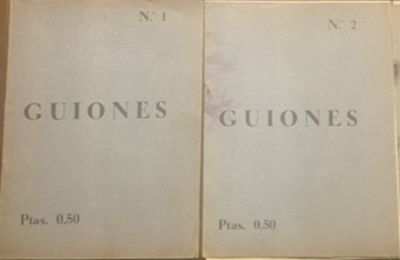 N.º 1
GUIONES
Ptas. 0,50
N.º 2
GUIONES
Ptas. 0,50